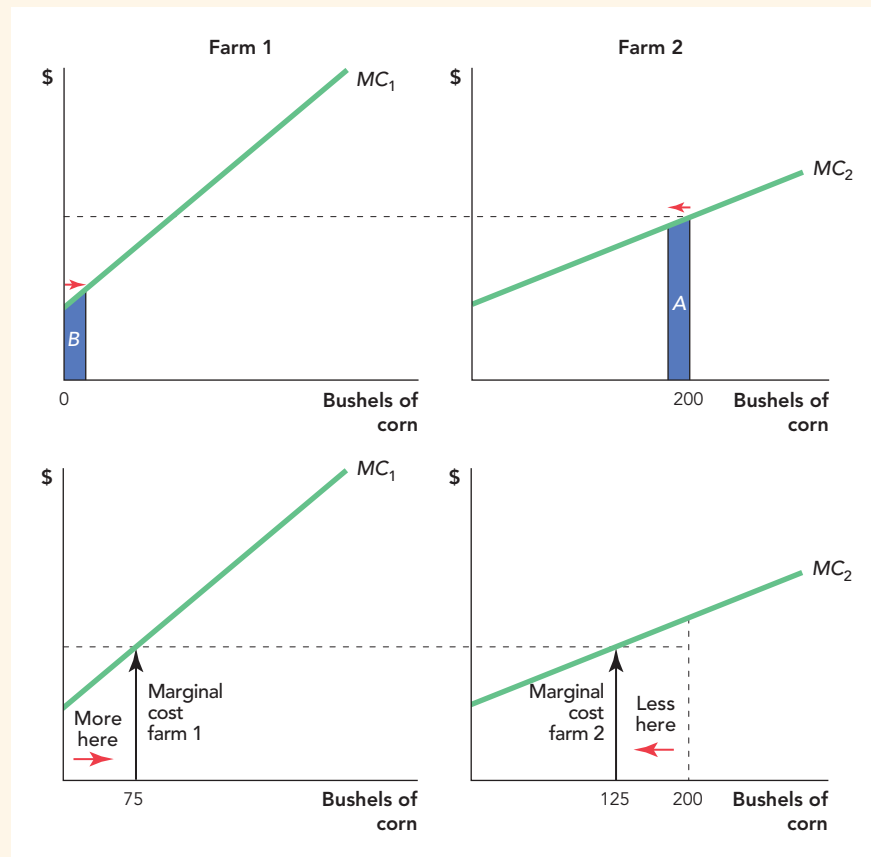 Farm 1
$
MC1
B
0
Bushels of
corn
Farm 2
$
MC2
A
200
Bushels of
corn
$
MC1
More
here
Marginal
cost
farm 1
75
Bushels of
corn
$
MC2
Marginal
cost
farm 2
Less
here
125
200
Bushels of
corn